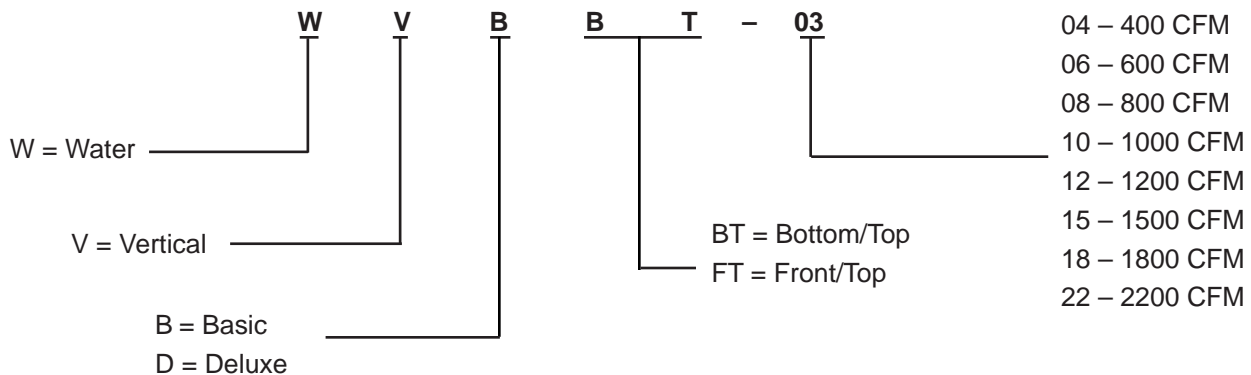 W V B B T – 03
04 – 400 CFM
06 – 600 CFM
08 – 800 CFM
10 – 1000 CFM
12 – 1200 CFM
15 – 1500 CFM
18 – 1800 CFM
22 – 2200 CFM
W = Water
V = Vertical
B = Basic
D = Deluxe
BT = Bottom/Top
FT = Front/Top